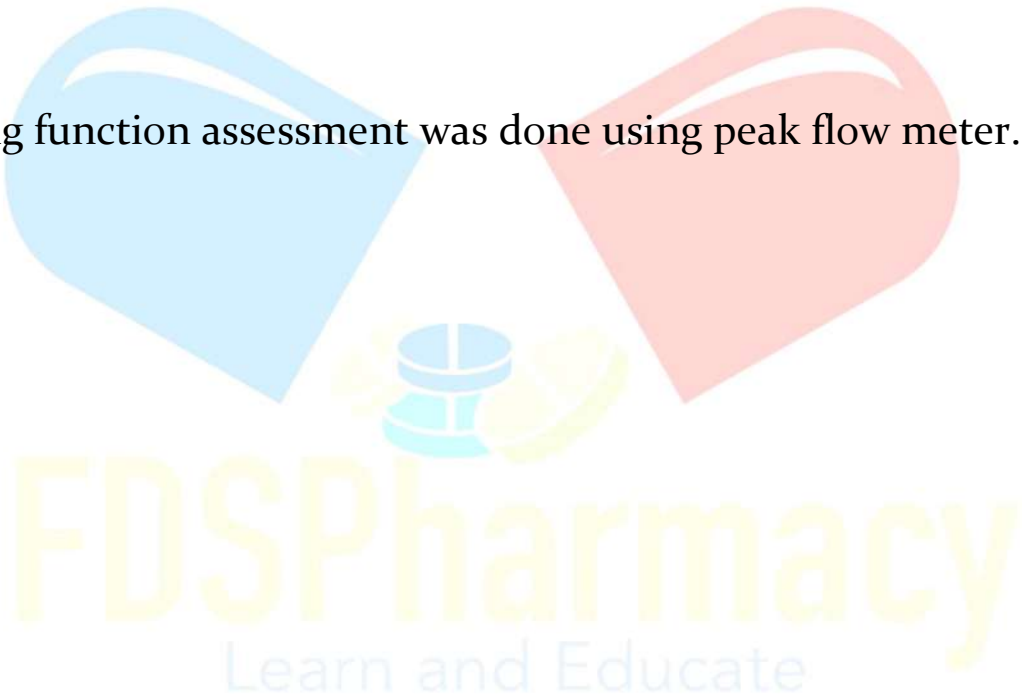 g function assessment was done using peak flow meter.
FDSPharmacy
Learn and Educate